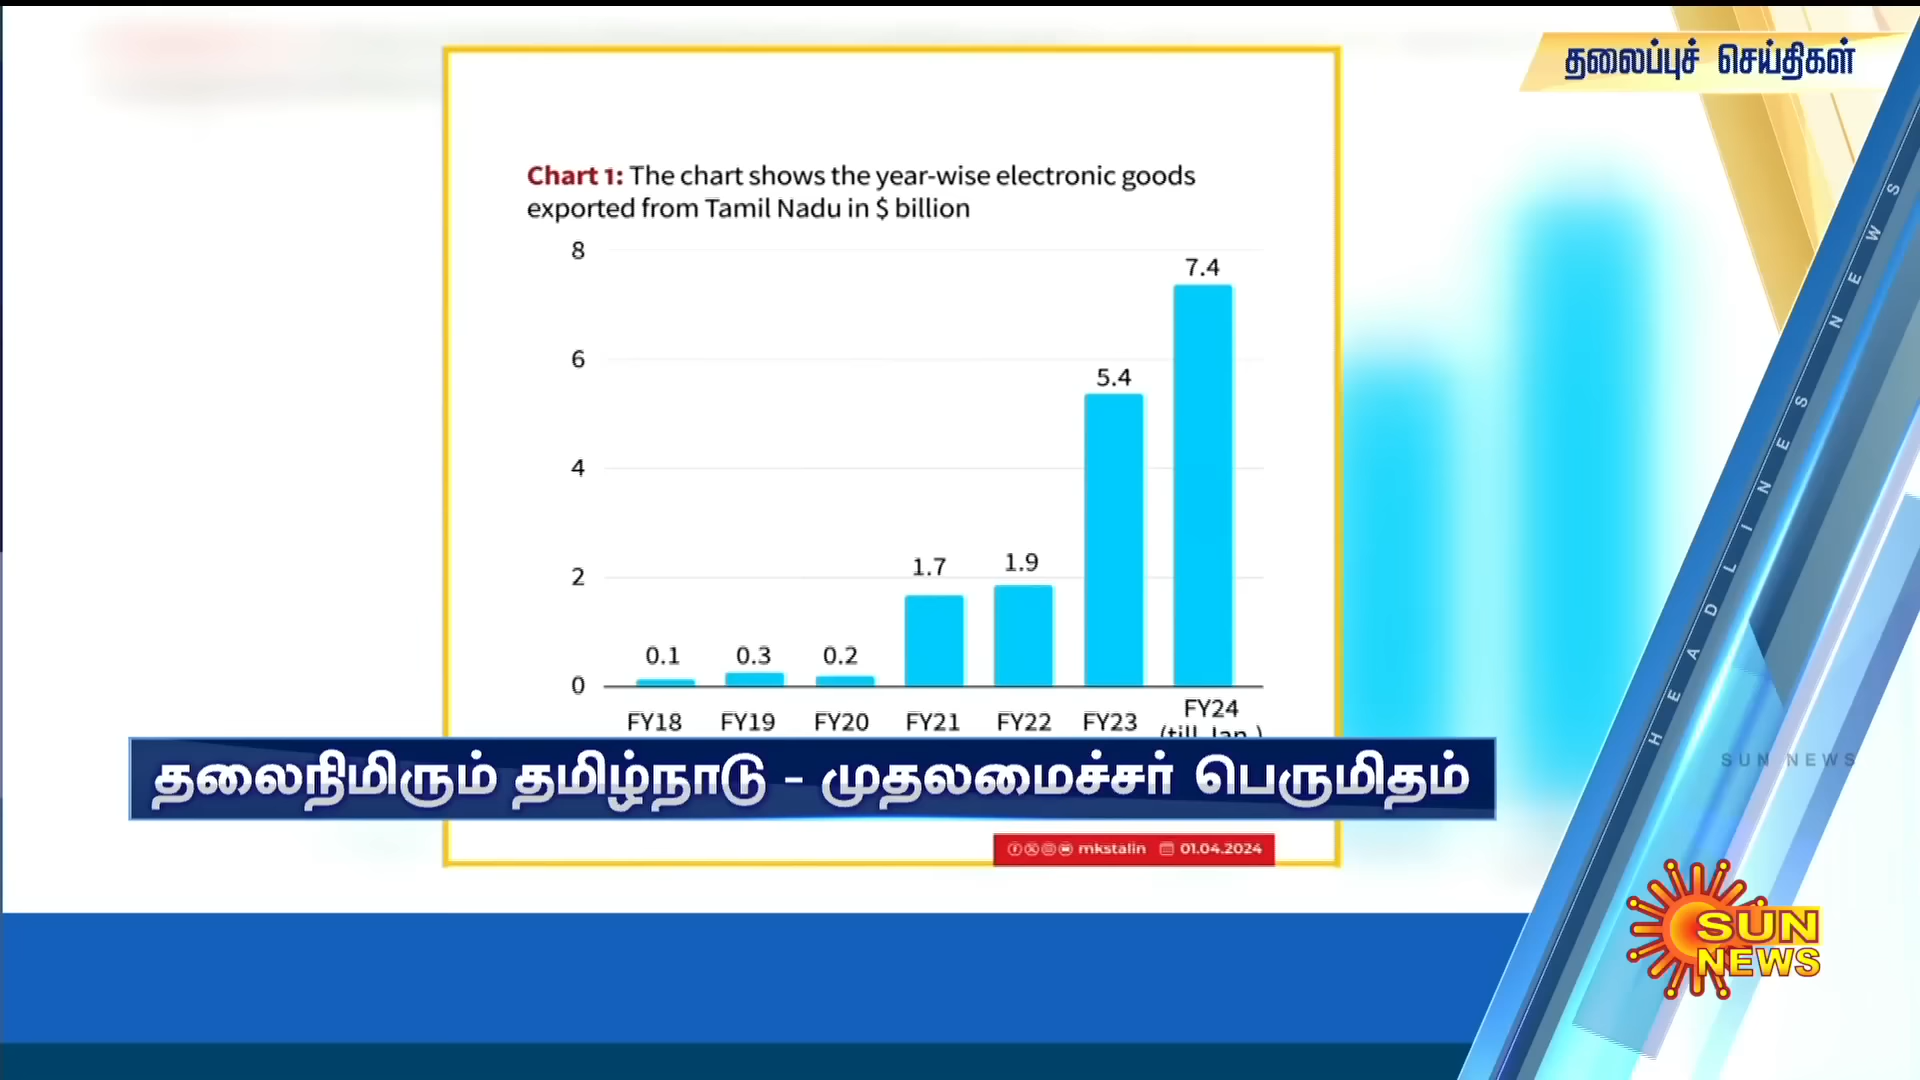 தலைப்புச் செய்திகள்
Chart 1: The chart shows the year-wise electronic goods
exported from Tamil Nadu in $ billion
8
7.4
6
5.4
4
1.9
1.7
2
0.1 0.3 0.2
0
FY18 FY19 FY20 FY21 FY22 FY23 FY24
(till Jan.)
தலைநிமிரும் தமிழ்நாடு - முதலமைச்சர் பெருமிதம்
mkstalin 01.04.2024
HEADLINES NEWS
SUN NEWS
SUN
NEWS